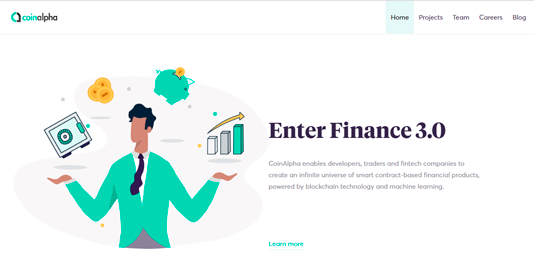 coinalpha
Home Projects Team Careers Blog
Enter Finance 3.0
CoinAlpha enables developers, traders and fintech companies to
create an infinite universe of smart contract-based financial products,
powered by blockchain technology and machine learning.
Learn more